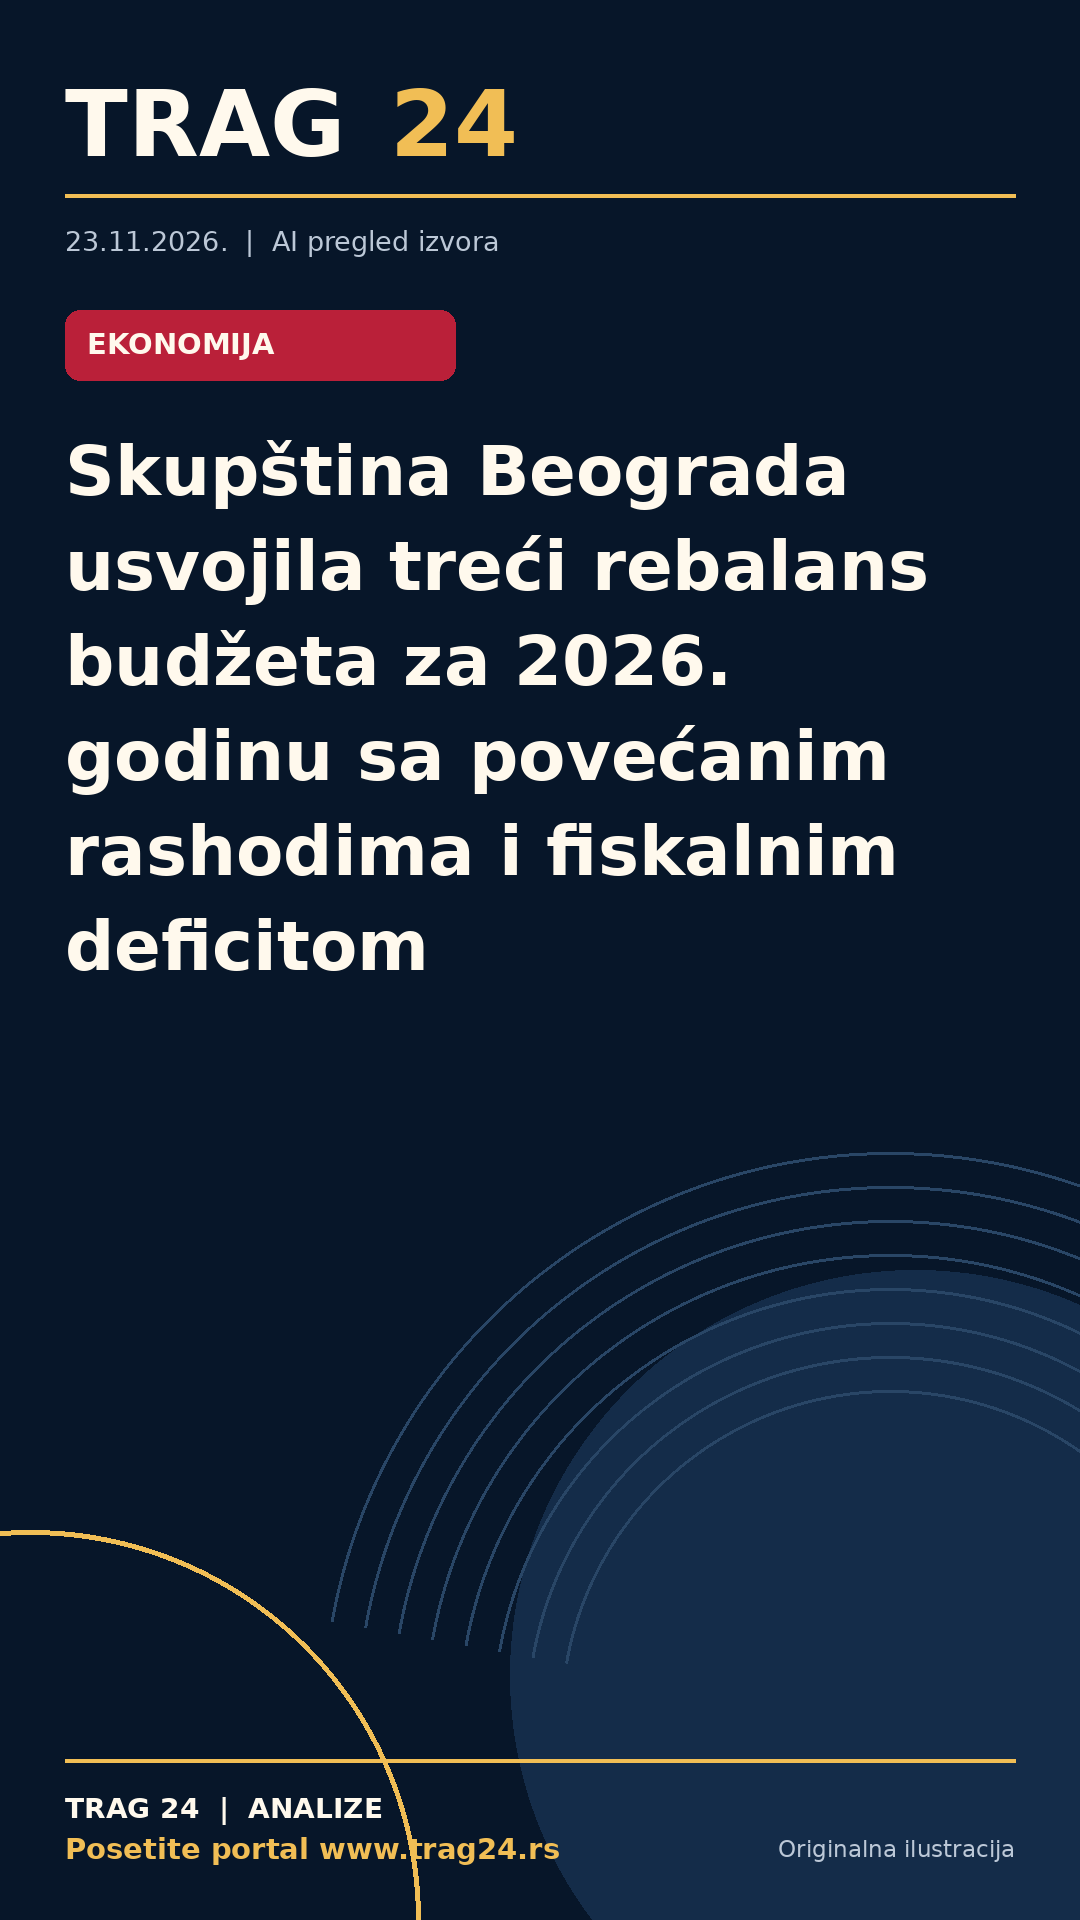 TRAG 24
23.11.2026. | AI pregled izvora
EKONOMIJA
Skupština Beograda
usvojila treći rebalans
budžeta za 2026.
godinu sa povećanim
rashodima i fiskalnim
deficitom
TRAG 24 | ANALIZE
Posetite portal www.trag24.rs
Originalna ilustracija